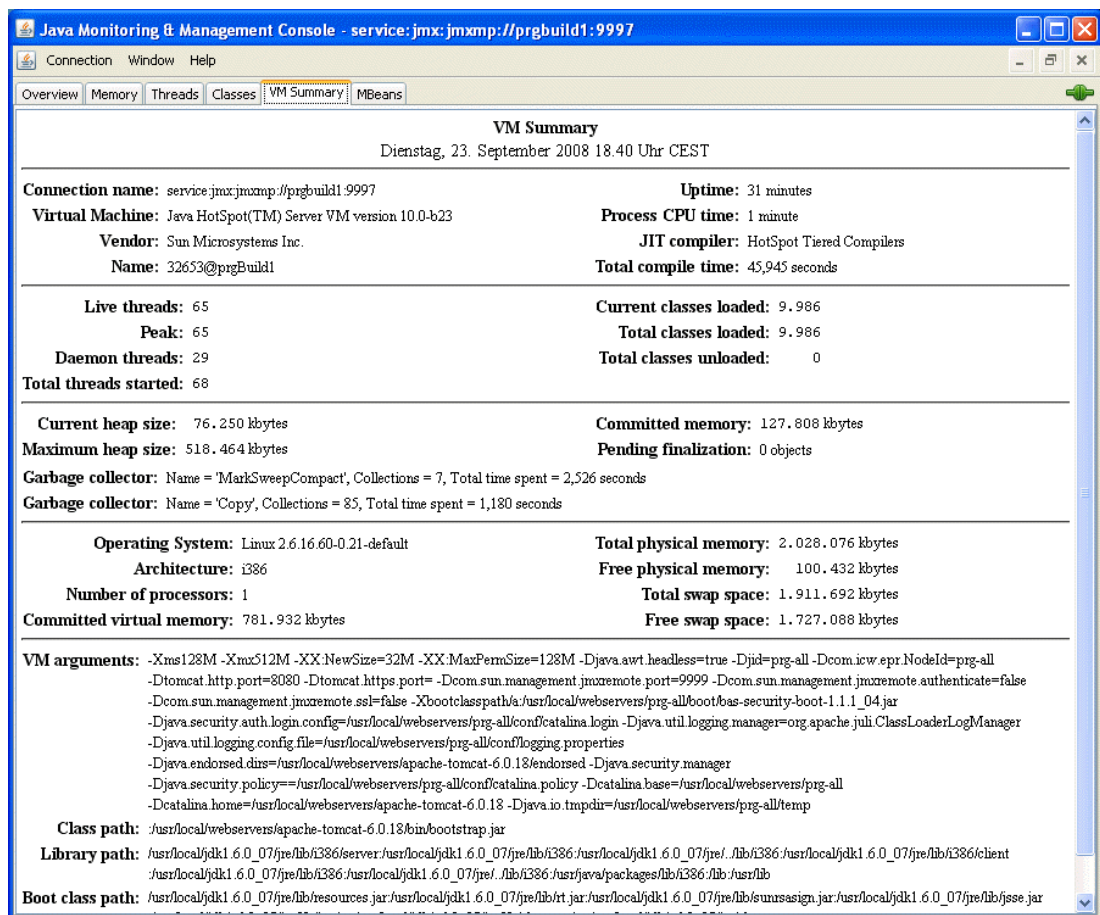 Java Monitoring & Management Console - service:jmx:jmxmp://prgbuild1:9997
Connection Window Help
Overview Memory Threads Classes VM Summary MBeans
VM Summary
Dienstag, 23. September 2008 18.40 Uhr CEST
Connection name: service:jmx:jmxmp://prgbuild1:9997 Uptime: 31 minutes
Virtual Machine: Java HotSpot(TM) Server VM version 10.0-b23 Process CPU time: 1 minute
Vendor: Sun Microsystems Inc. JIT compiler: HotSpot Tiered Compilers
Name: 32653@prgBuild1 Total compile time: 45,945 seconds
Live threads: 65 Current classes loaded: 9.986
Peak: 65 Total classes loaded: 9.986
Daemon threads: 29 Total classes unloaded: 0
Total threads started: 68
Current heap size: 76.250 kbytes Committed memory: 127.808 kbytes
Maximum heap size: 518.464 kbytes Pending finalization: 0 objects
Garbage collector: Name = 'MarkSweepCompact', Collections = 7, Total time spent = 2,526 seconds
Garbage collector: Name = 'Copy', Collections = 85, Total time spent = 1,180 seconds
Operating System: Linux 2.6.16.60-0.21-default Total physical memory: 2.028.076 kbytes
Architecture: i386 Free physical memory: 100.432 kbytes
Number of processors: 1 Total swap space: 1.911.692 kbytes
Committed virtual memory: 781.932 kbytes Free swap space: 1.727.088 kbytes
VM arguments: -Xms128M -Xmx512M -XX:NewSize=32M -XX:MaxPermSize=128M -Djava.awt.headless=true -Djid=prg-all -Dcom.icw.epr.NodeId=prg-all
-Dtomcat.http.port=8080 -Dtomcat.https.port= -Dcom.sun.management.jmxremote.port=9999 -Dcom.sun.management.jmxremote.authenticate=false
-Dcom.sun.management.jmxremote.ssl=false -Xbootclasspath/a:/usr/local/webservers/prg-all/boot/bas-security-boot-1.1.1_04.jar
-Djava.security.auth.login.config=/usr/local/webservers/prg-all/conf/catalina.login -Djava.util.logging.manager=org.apache.juli.ClassLoaderLogManager
-Djava.util.logging.config.file=/usr/local/webservers/prg-all/conf/logging.properties
-Djava.endorsed.dirs=/usr/local/webservers/apache-tomcat-6.0.18/endorsed -Djava.security.manager
-Djava.security.policy==/usr/local/webservers/prg-all/conf/catalina.policy -Dcatalina.base=/usr/local/webservers/prg-all
-Dcatalina.home=/usr/local/webservers/apache-tomcat-6.0.18 -Djava.io.tmpdir=/usr/local/webservers/prg-all/temp
Class path: :/usr/local/webservers/apache-tomcat-6.0.18/bin/bootstrap.jar
Library path: /usr/local/jdk1.6.0_07/jre/lib/i386/server:/usr/local/jdk1.6.0_07/jre/lib/i386:/usr/local/jdk1.6.0_07/jre/../lib/i386:/usr/local/jdk1.6.0_07/jre/lib/i386/client
:/usr/local/jdk1.6.0_07/jre/lib/i386:/usr/local/jdk1.6.0_07/jre/../lib/i386:/usr/java/packages/lib/i386:/lib:/usr/lib
Boot class path: /usr/local/jdk1.6.0_07/jre/lib/resources.jar:/usr/local/jdk1.6.0_07/jre/lib/rt.jar:/usr/local/jdk1.6.0_07/jre/lib/sunrsasign.jar:/usr/local/jdk1.6.0_07/jre/lib/jsse.jar